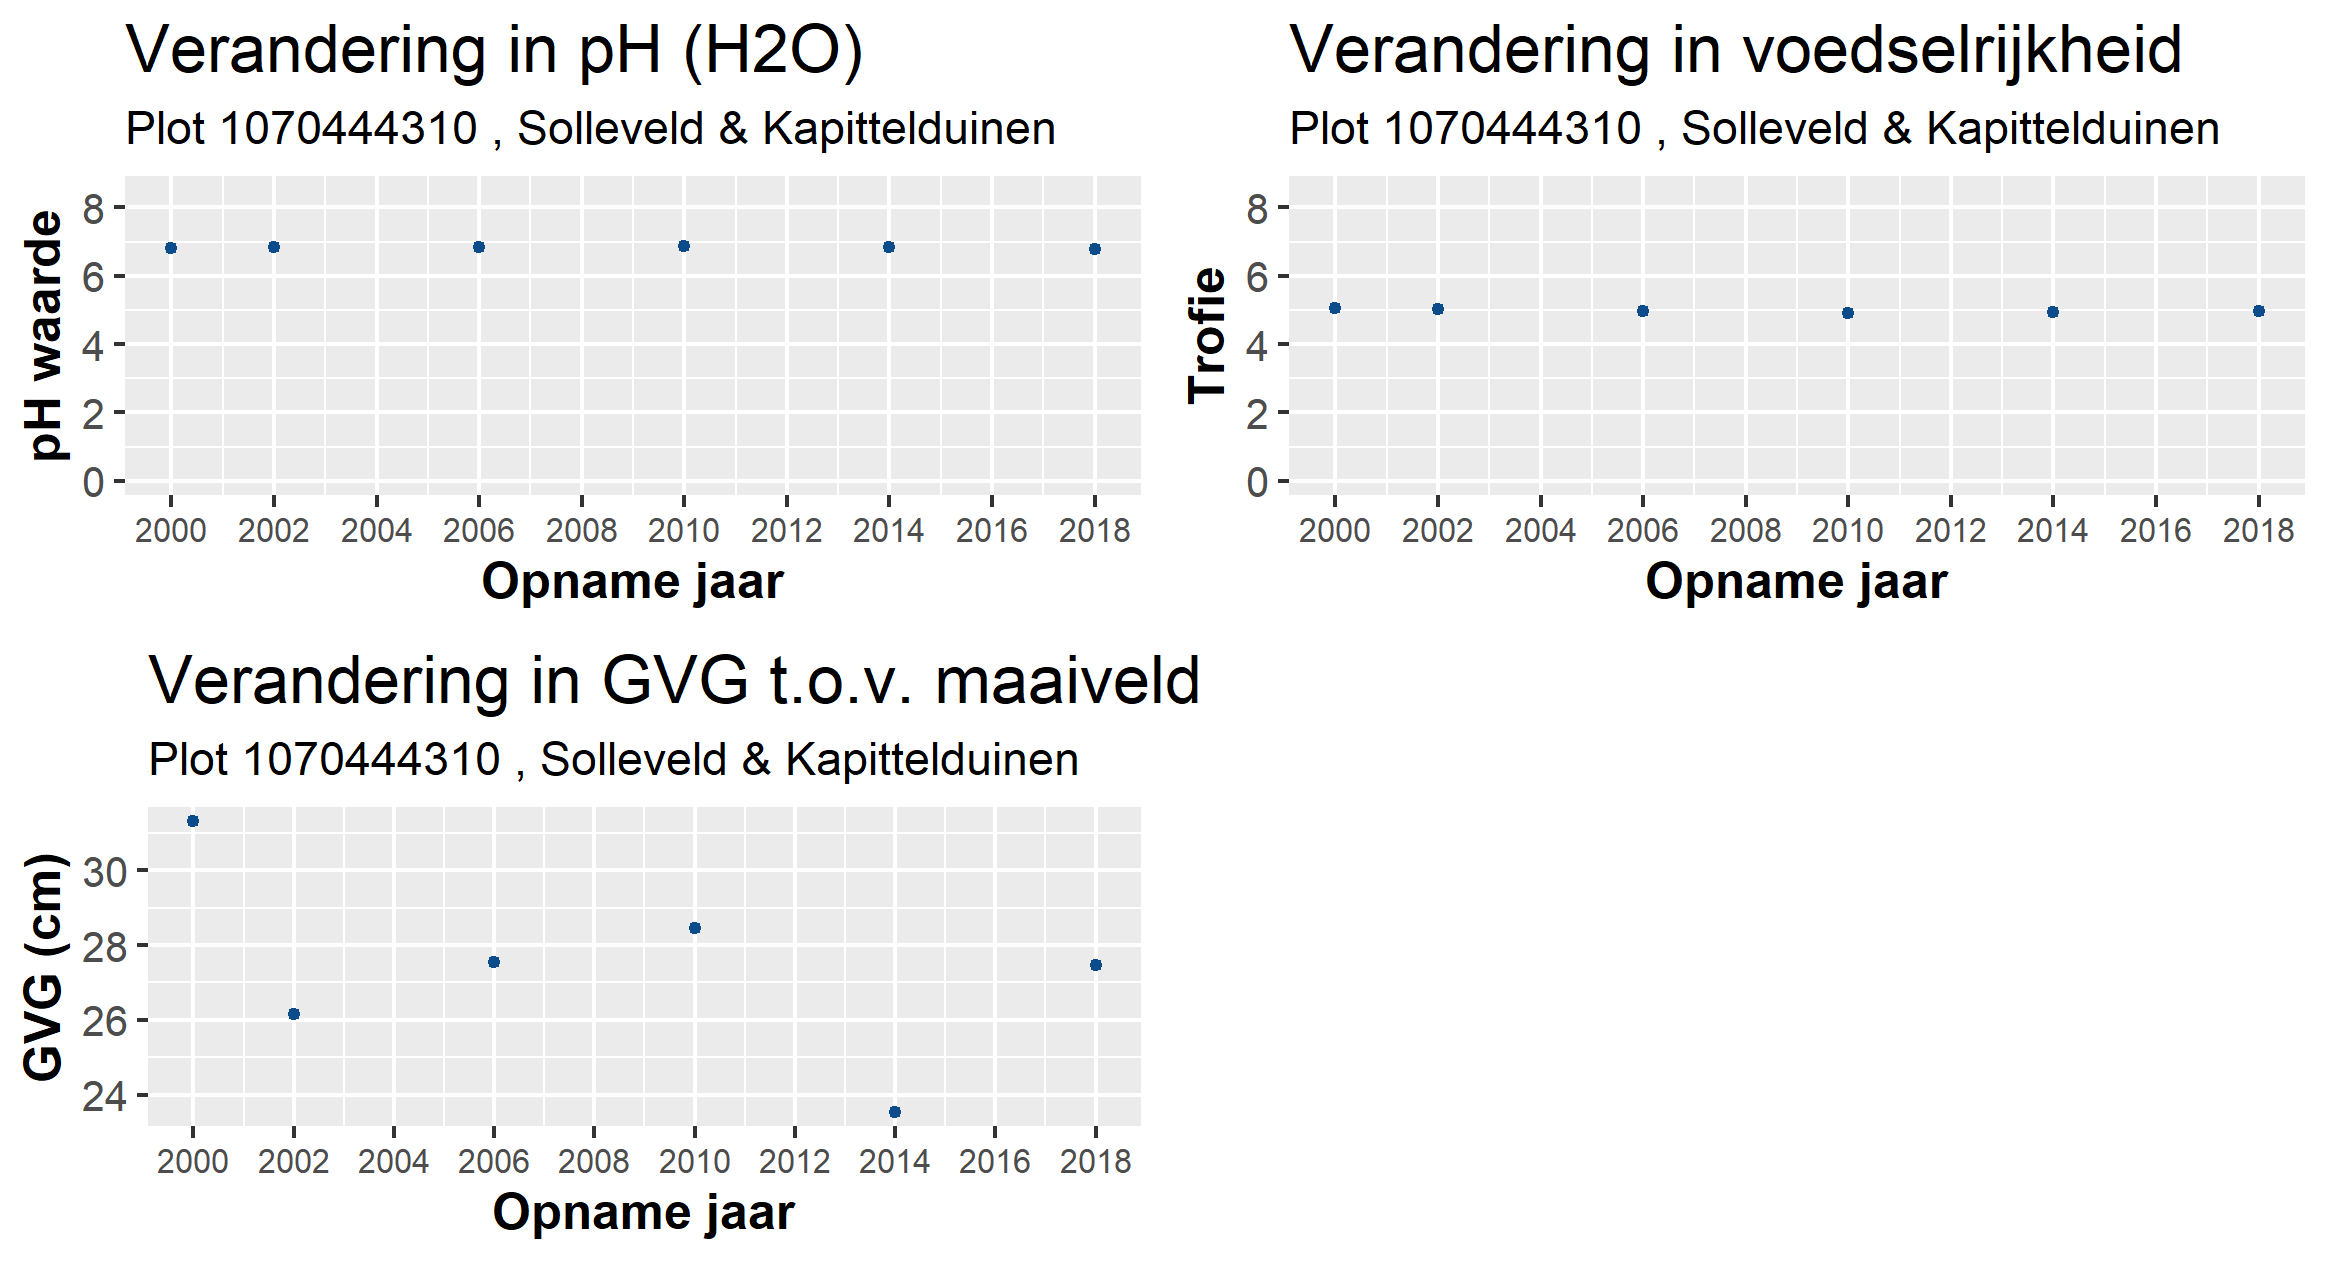 Verandering in pH (H2O)
Plot 1070444310 , Solleveld & Kapittelduinen
pH waarde
8
6
4
2
0
2000 2002 2004 2006 2008 2010 2012 2014 2016 2018
Opname jaar
Verandering in voedselrijkheid
Plot 1070444310 , Solleveld & Kapittelduinen
Trofie
8
6
4
2
0
2000 2002 2004 2006 2008 2010 2012 2014 2016 2018
Opname jaar
Verandering in GVG t.o.v. maaiveld
Plot 1070444310 , Solleveld & Kapittelduinen
GVG (cm)
30
28
26
24
2000 2002 2004 2006 2008 2010 2012 2014 2016 2018
Opname jaar